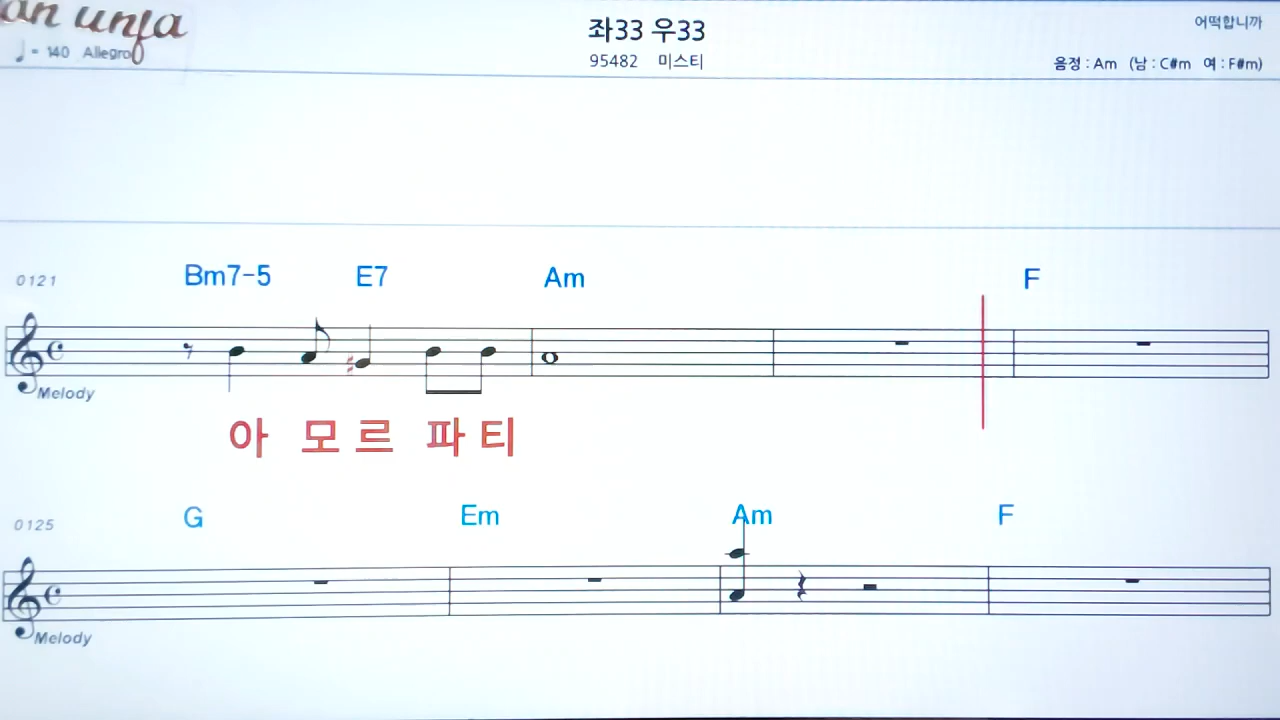 좌33 우33
어떡합니까
♩= 140 Allegro
95482 미스티
음정 : Am (남 : C#m 여 : F#m)
0121 Bm7-5 E7 Am F
Melody
아 모 르 파 티
0125 G Em Am F
Melody